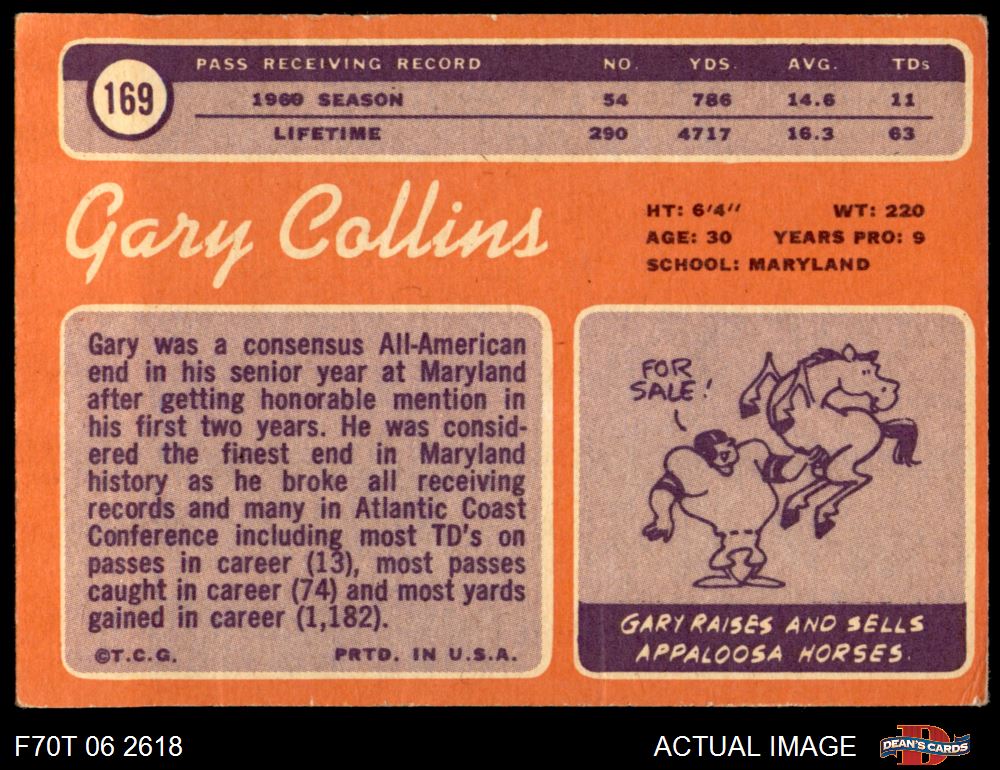 169
PASS RECEIVING RECORD NO. YDS. AVG. TDs
1969 SEASON 54 786 14.6 11
LIFETIME 290 4717 16.3 63
Gary Collins
HT: 6'4" WT: 220
AGE: 30 YEARS PRO: 9
SCHOOL: MARYLAND
Gary was a consensus All-American
end in his senior year at Maryland
after getting honorable mention in
his first two years. He was consid-
ered the finest end in Maryland
history as he broke all receiving
records and many in Atlantic Coast
Conference including most TD's on
passes in career (13), most passes
caught in career (74) and most yards
gained in career (1,182).
©T.C.G. PRTD. IN U.S.A.
FOR
SALE!
GARY RAISES AND SELLS
APPALOOSA HORSES.
F70T 06 2618 ACTUAL IMAGE DEAN'S CARDS